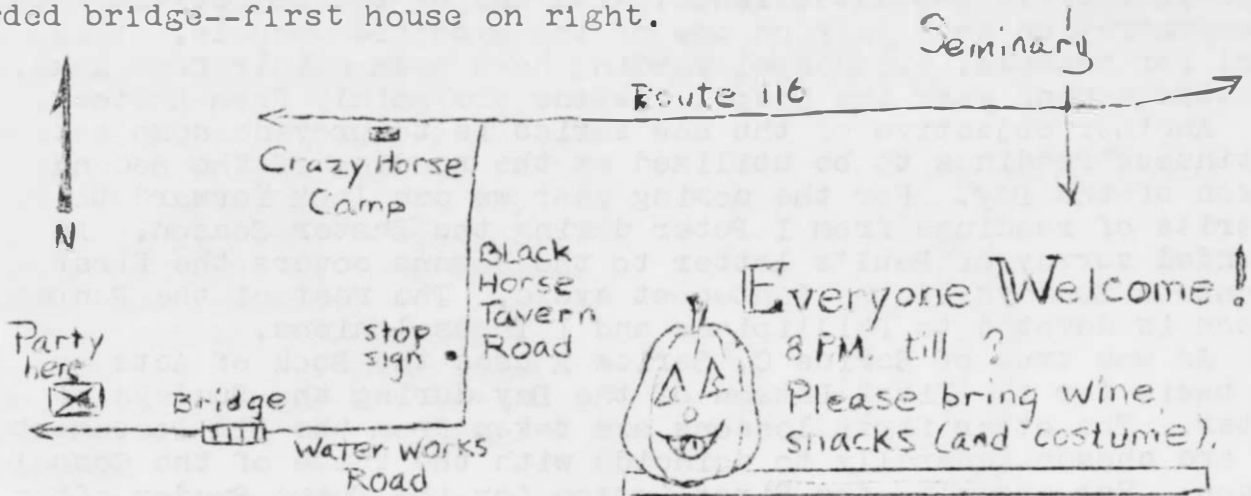 rded bridge--first house on right.
Seminary
Route 116
N
Crazy Horse
Camp
Black
Horse
Tavern
Road
stop
sign
Party
here
Bridge
Water Works
Road
Everyone Welcome!
8 PM till ?
Please bring wine,
snacks (and costume).